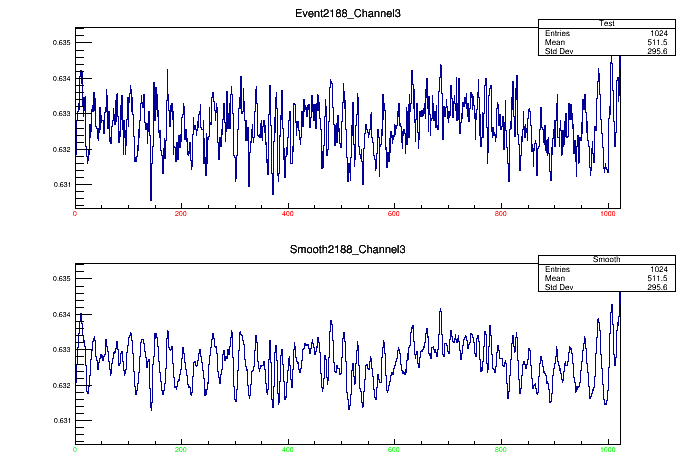 Event2188_Channel3
Test
Entries 1024
Mean 511.5
Std Dev 295.6
0.635
0.634
0.633
0.632
0.631
0 200 400 600 800 1000
Smooth2188_Channel3
Smooth
Entries 1024
Mean 511.5
Std Dev 295.6
0.635
0.634
0.633
0.632
0.631
0 200 400 600 800 1000